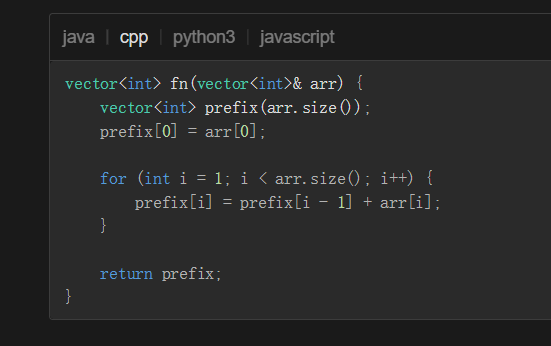 java | cpp | python3 | javascript
vector<int> fn(vector<int>& arr) {
    vector<int> prefix(arr.size());
    prefix[0] = arr[0];

    for (int i = 1; i < arr.size(); i++) {
        prefix[i] = prefix[i - 1] + arr[i];
    }

    return prefix;
}